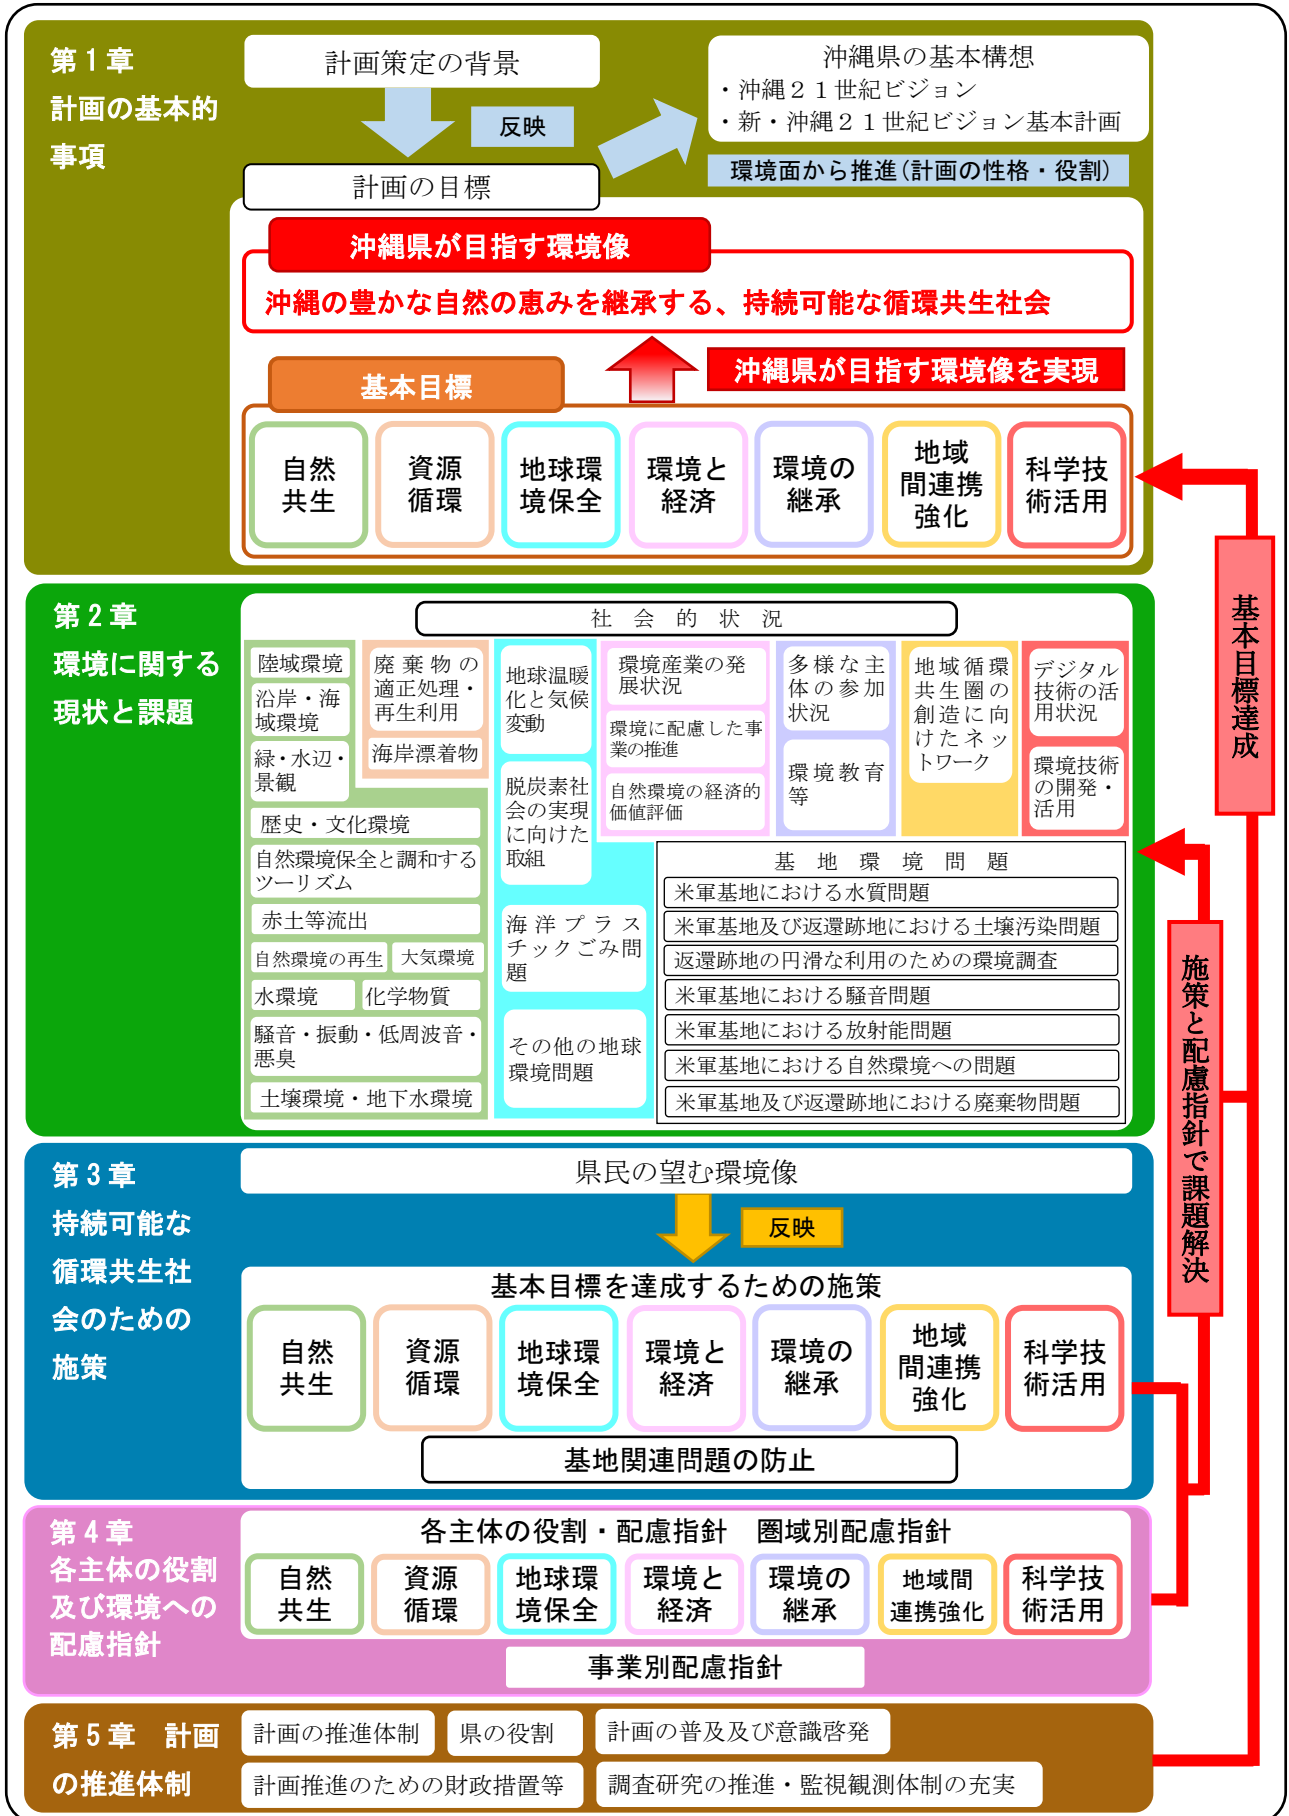 第１章
計画の基本的
事項
計画策定の背景
反映
沖縄県の基本構想
・沖縄２１世紀ビジョン
・新・沖縄２１世紀ビジョン基本計画
環境面から推進(計画の性格・役割)
計画の目標
沖縄県が目指す環境像
沖縄の豊かな自然の恵みを継承する、持続可能な循環共生社会
沖縄県が目指す環境像を実現
基本目標
自然
共生
資源
循環
地球環
境保全
環境と
経済
環境の
継承
地域
間連携
強化
科学技
術活用
基本目標達成
第２章
環境に関する
現状と課題
社会的状況
陸域環境
沿岸・海
域環境
緑・水辺・
景観
歴史・文化環境
自然環境保全と調和する
ツーリズム
赤土等流出
自然環境の再生
大気環境
水環境
化学物質
騒音・振動・低周波音・
悪臭
土壌環境・地下水環境
廃棄物の
適正処理・
再生利用
海岸漂着物
地球温暖
化と気候
変動
脱炭素社
会の実現
に向けた
取組
海洋プラス
チックごみ問
題
その他の地球
環境問題
環境産業の発
展状況
環境に配慮した事
業の推進
自然環境の経済的
価値評価
多様な主
体の参加
状況
環境教育
等
地域循環
共生圏の
創造に向
けたネッ
トワーク
デジタル
技術の活
用状況
環境技術
の開発・
活用
基地環境問題
米軍基地における水質問題
米軍基地及び返還跡地における土壌汚染問題
返還跡地の円滑な利用のための環境調査
米軍基地における騒音問題
米軍基地における放射能問題
米軍基地における自然環境への問題
米軍基地及び返還跡地における廃棄物問題
施策と配慮指針で課題解決
第３章
持続可能な
循環共生社
会のための
施策
県民の望む環境像
反映
基本目標を達成するための施策
自然
共生
資源
循環
地球環
境保全
環境と
経済
環境の
継承
地域
間連携
強化
科学技
術活用
基地関連問題の防止
第４章
各主体の役割
及び環境への
配慮指針
各主体の役割・配慮指針　圏域別配慮指針
自然
共生
資源
循環
地球環
境保全
環境と
経済
環境の
継承
地域間
連携強化
科学技
術活用
事業別配慮指針
第５章　計画
の推進体制
計画の推進体制
県の役割
計画の普及及び意識啓発
計画推進のための財政措置等
調査研究の推進・監視観測体制の充実